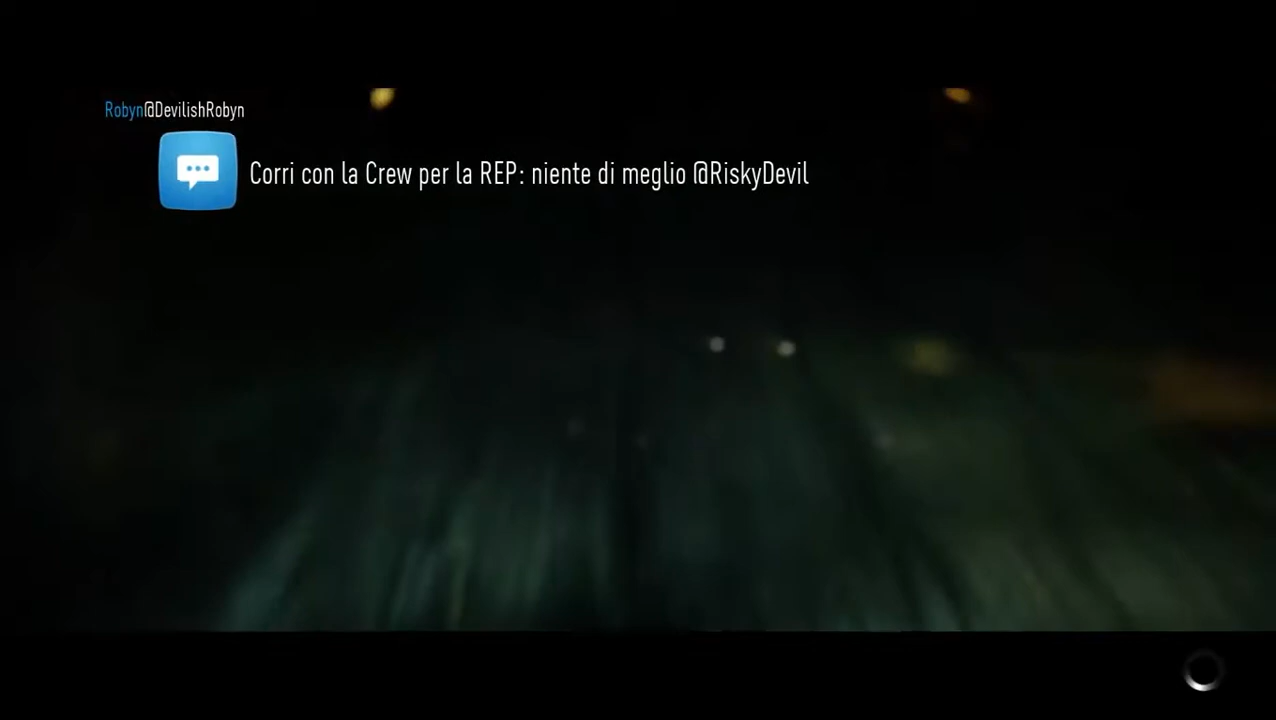 Robyn@DevilishRobyn
Corri con la Crew per la REP: niente di meglio @RiskyDevil